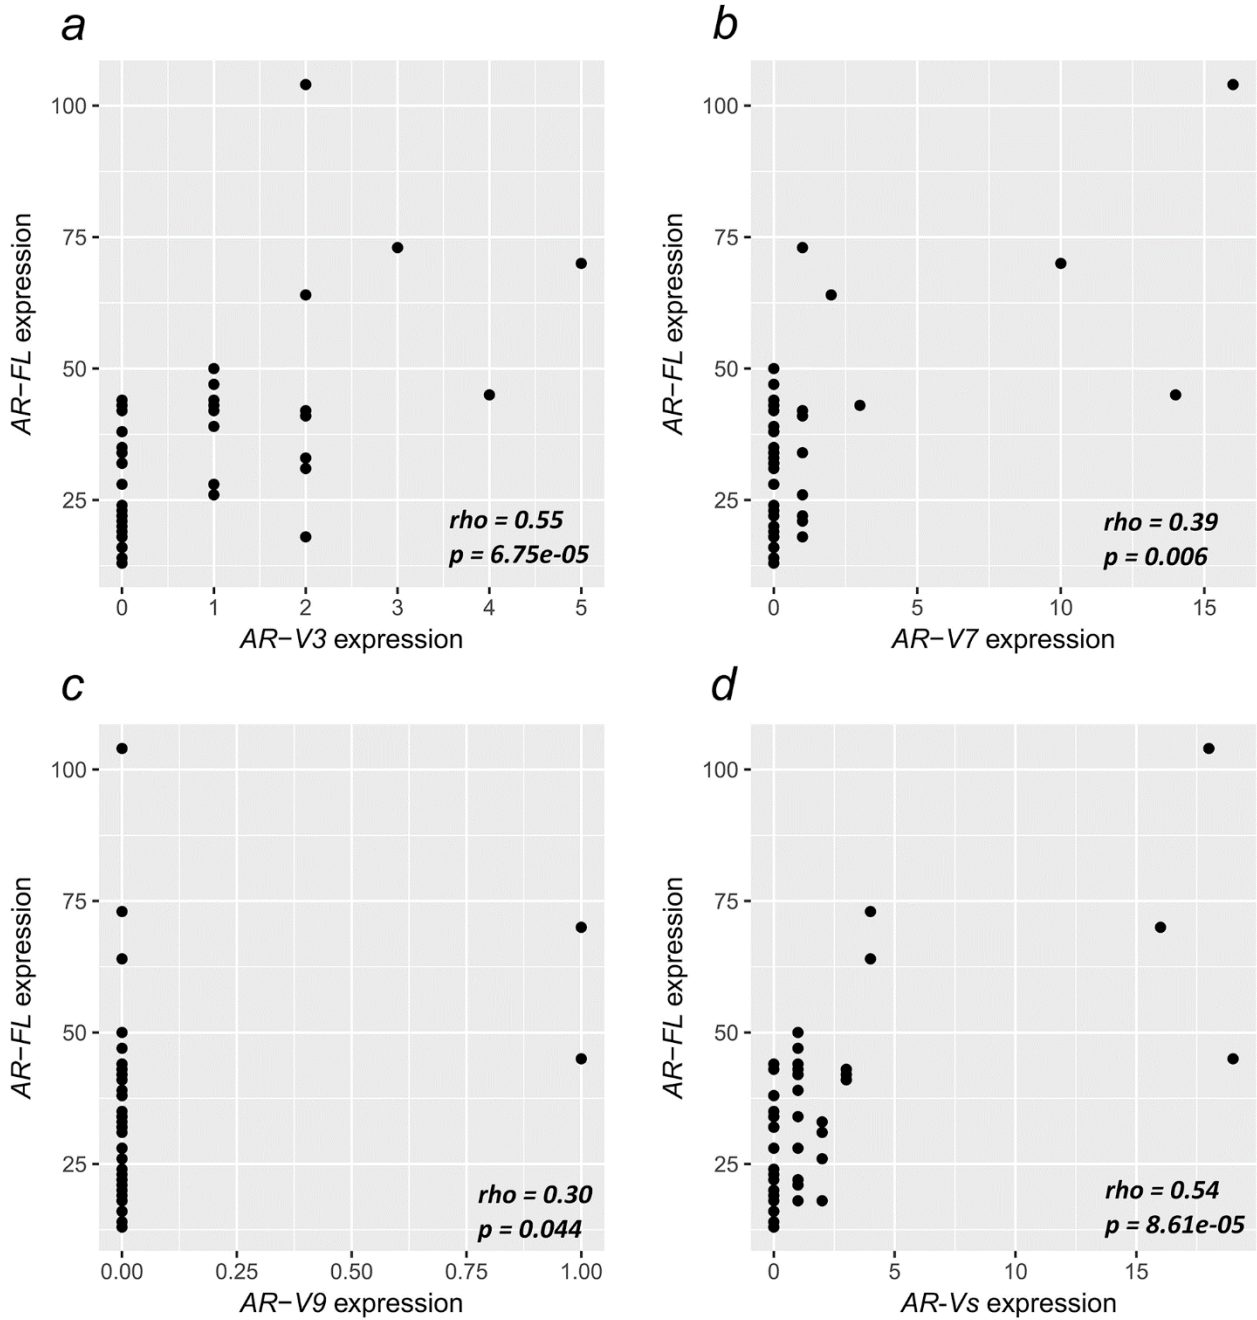 a
AR−FL expression
100
75
50
25
rho = 0.55
p = 6.75e-05
0 1 2 3 4 5
AR−V3 expression
b
AR−FL expression
100
75
50
25
rho = 0.39
p = 0.006
0 5 10 15
AR−V7 expression
c
AR−FL expression
100
75
50
25
rho = 0.30
p = 0.044
0.00 0.25 0.50 0.75 1.00
AR−V9 expression
d
AR−FL expression
100
75
50
25
rho = 0.54
p = 8.61e-05
0 5 10 15
AR-Vs expression